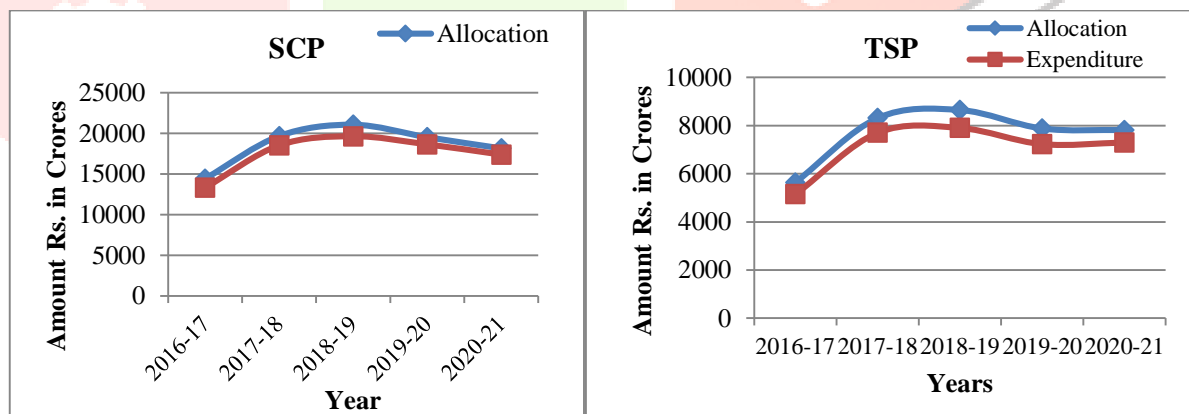 SCP
Allocation
Amount Rs. in Crores
25000
20000
15000
10000
5000
0
2016-17
2017-18
2018-19
2019-20
2020-21
Year
TSP
Allocation
Expenditure
Amount Rs. in Crores
10000
8000
6000
4000
2000
0
2016-17 2017-18 2018-19 2019-20 2020-21
Years